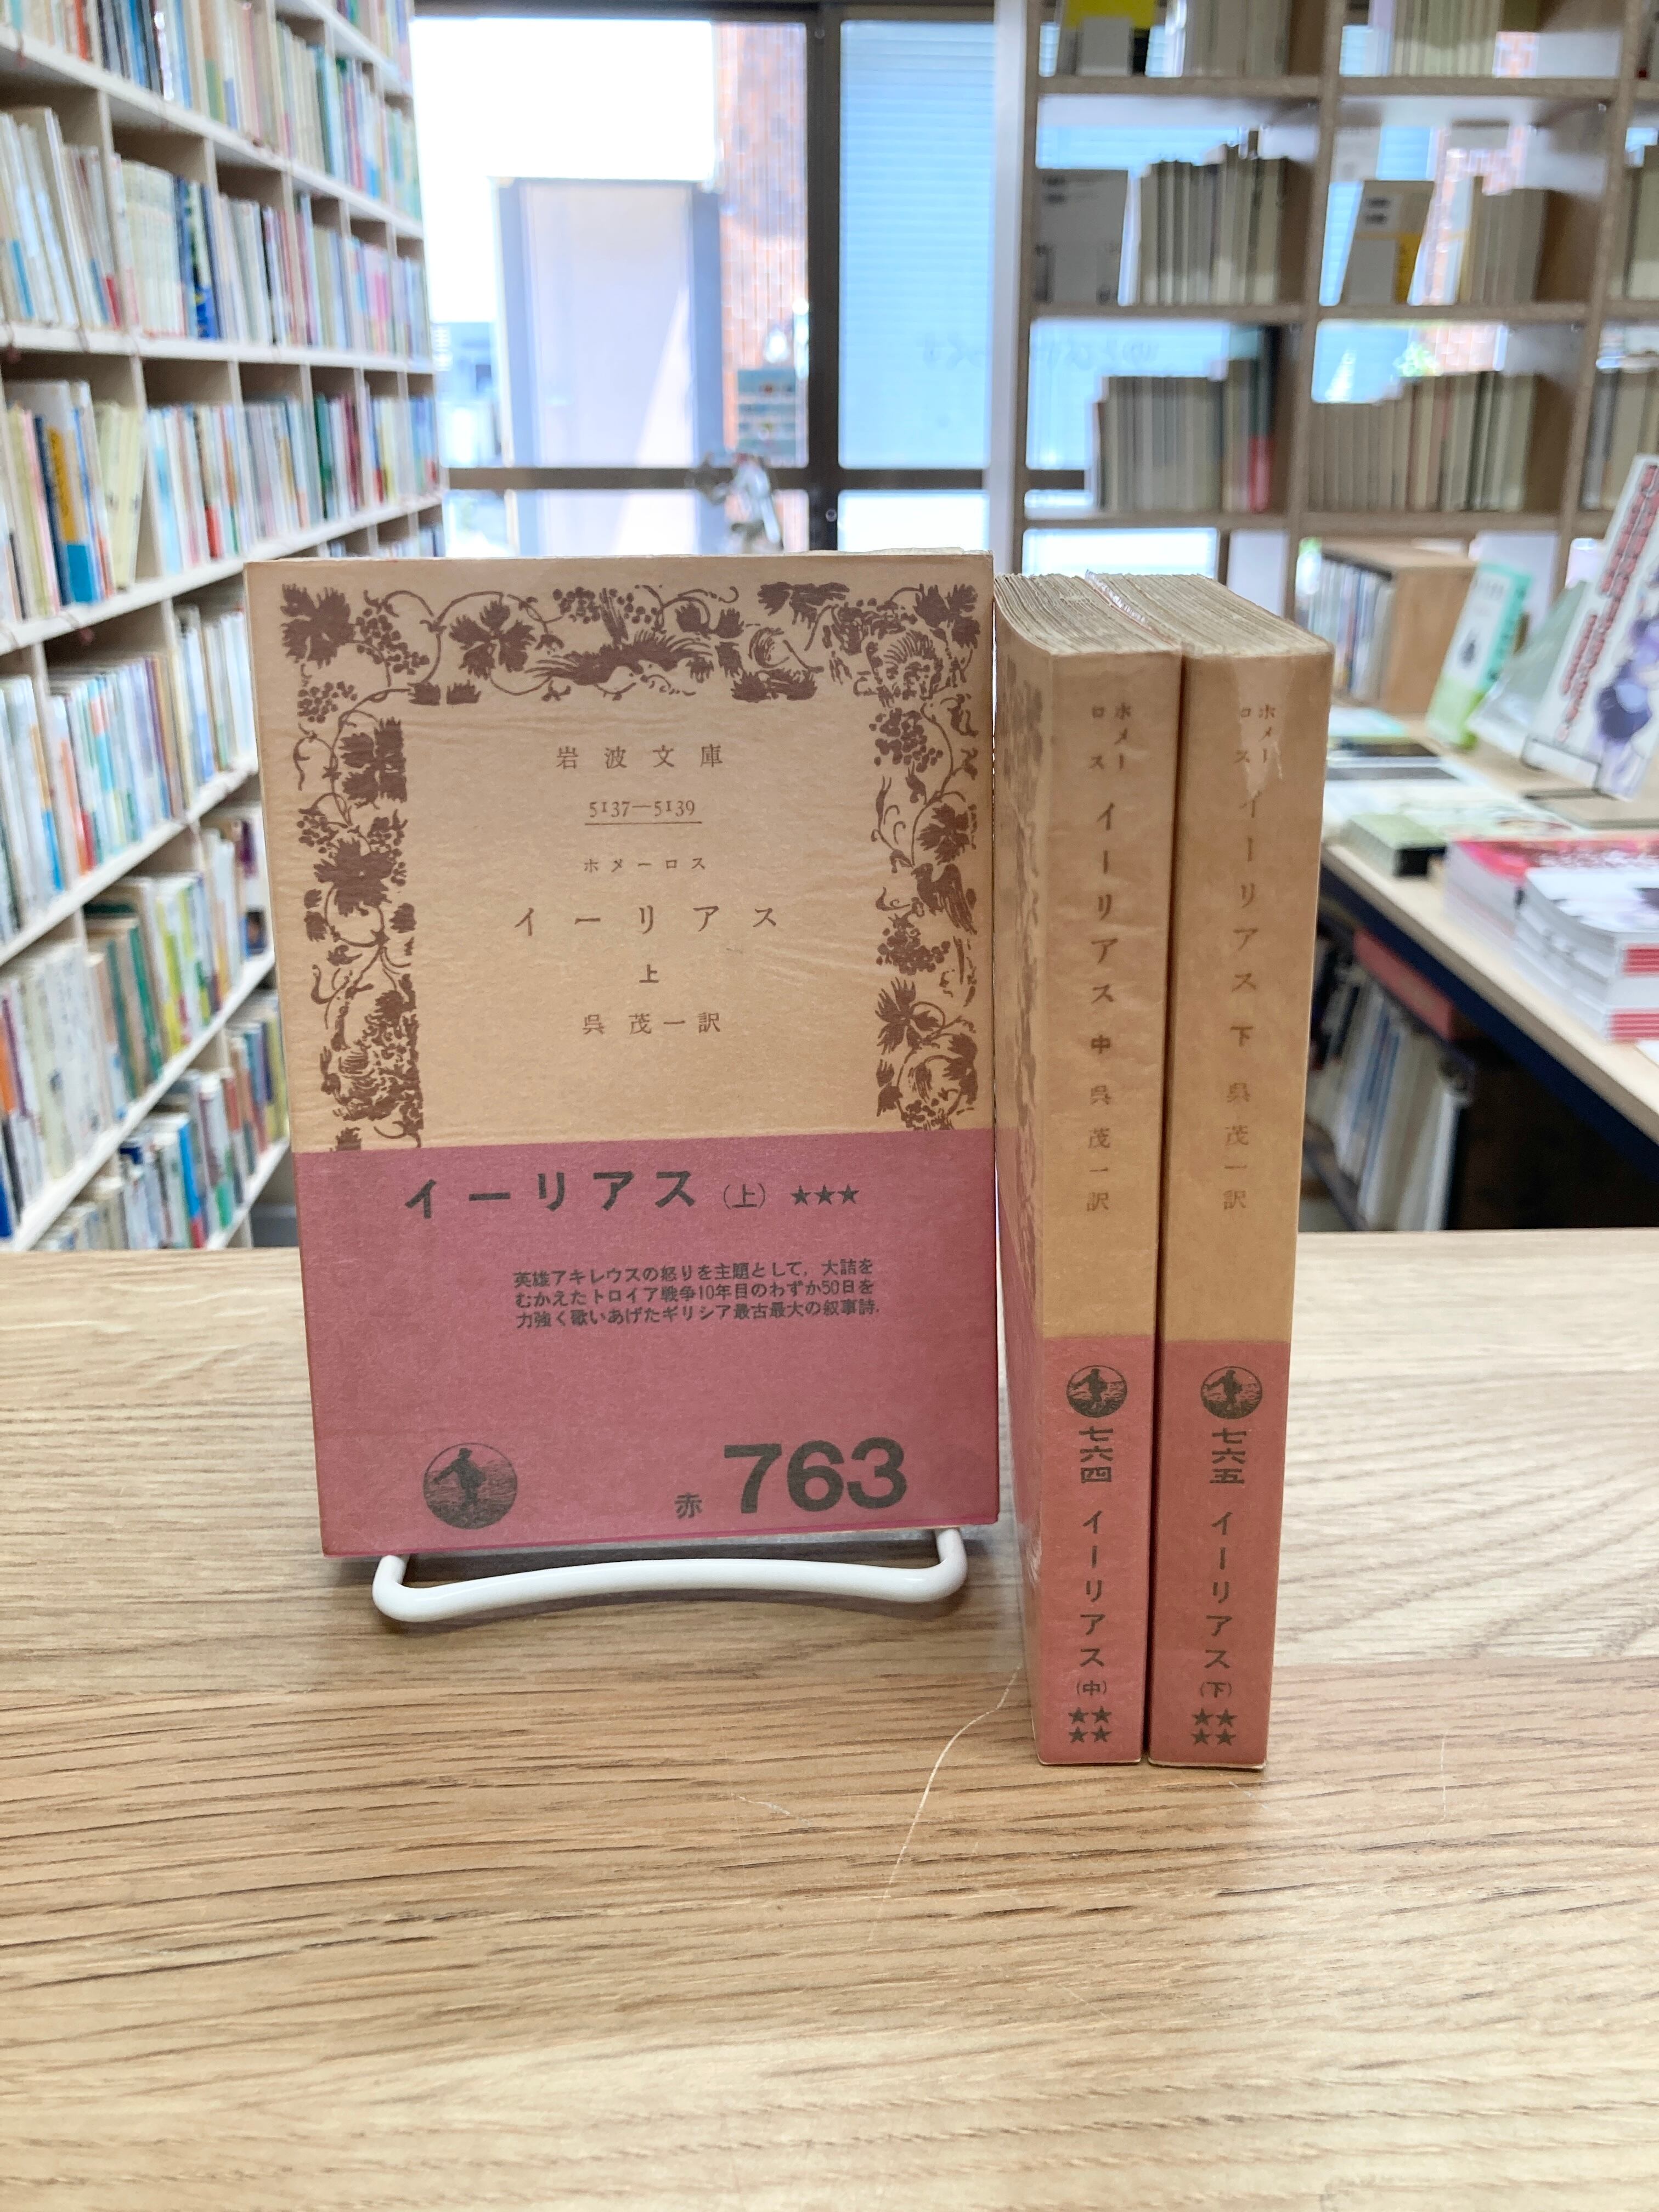 岩波文庫
5137—5139
ホメーロス
イーリアス
上
呉 茂一訳
イーリアス(上)★★★
英雄アキレウスの怒りを主題として,大詰を
むかえたトロイア戦争10年目のわずか50日を
力強く歌いあげたギリシア最古最大の叙事詩.
赤 763
ホメーロス イーリアス 中 呉 茂一訳
七六四 イーリアス(中)★★★★
ホメーロス イーリアス 下 呉 茂一訳
七六五 イーリアス(下)★★★★